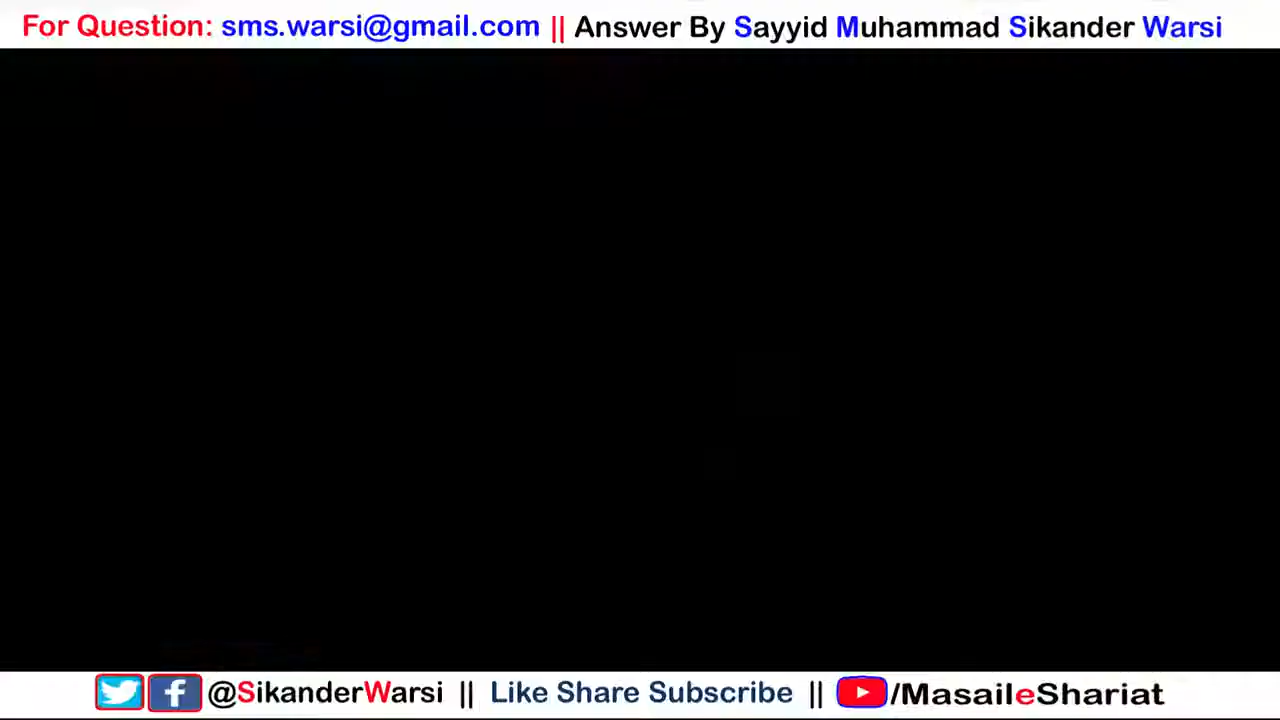 For Question: sms.warsi@gmail.com || Answer By Sayyid Muhammad Sikander Warsi
@SikanderWarsi || Like Share Subscribe || /MasaileShariat